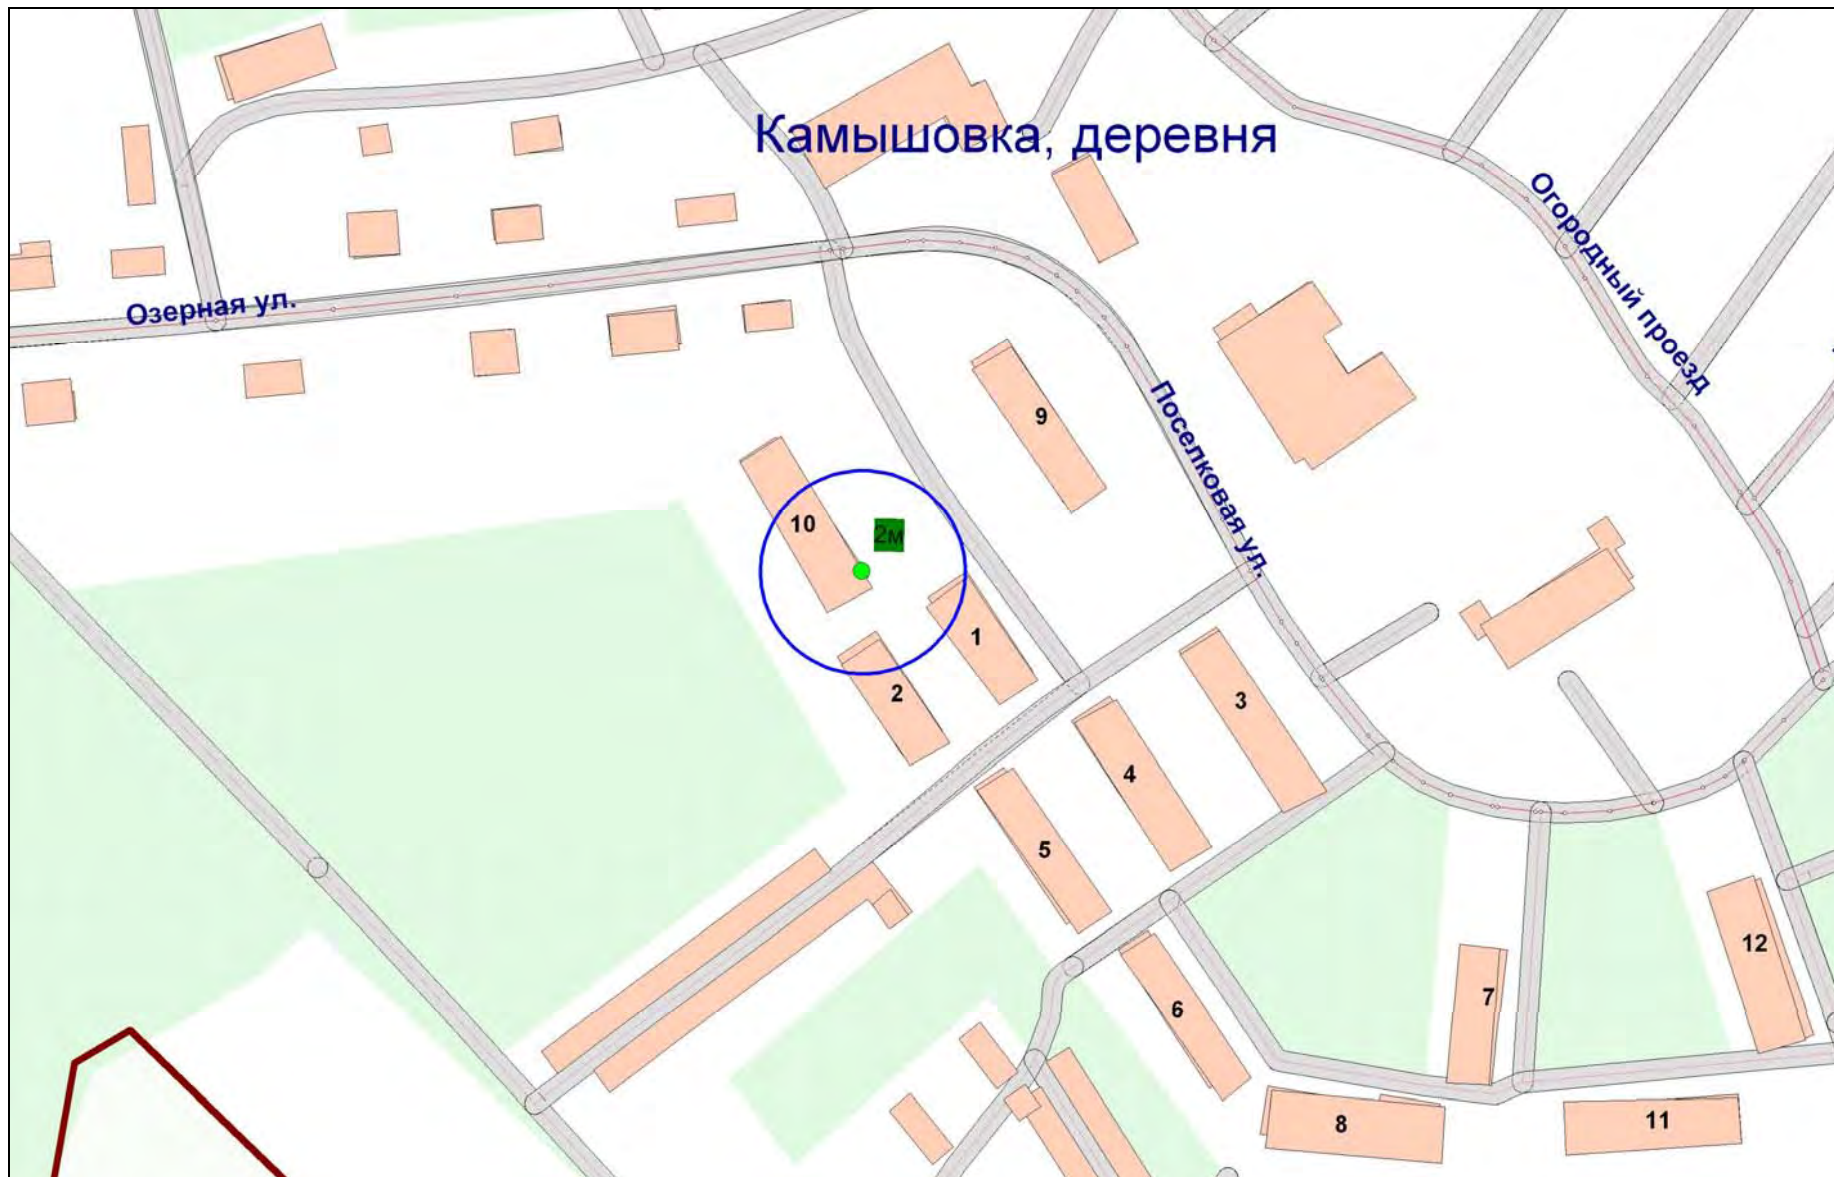 Камышовка, деревня
Огородный проезд
Озерная ул.
Поселковая ул.
9
10
2м
1
2
3
4
5
6
7
12
8
11